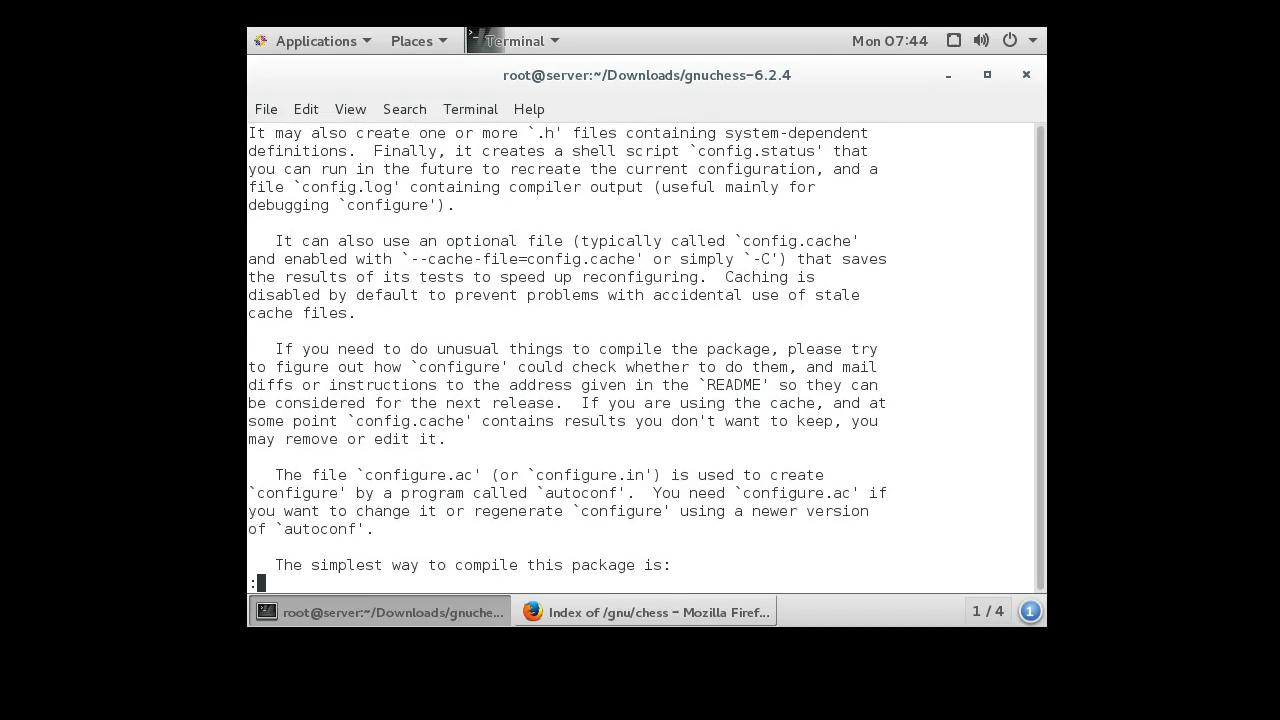 Applications Places Terminal Mon 07:44
root@server:~/Downloads/gnuchess-6.2.4
File Edit View Search Terminal Help
It may also create one or more `.h' files containing system-dependent
definitions.  Finally, it creates a shell script `config.status' that
you can run in the future to recreate the current configuration, and a
file `config.log' containing compiler output (useful mainly for
debugging `configure').
It can also use an optional file (typically called `config.cache'
and enabled with `--cache-file=config.cache' or simply `-C') that saves
the results of its tests to speed up reconfiguring.  Caching is
disabled by default to prevent problems with accidental use of stale
cache files.
If you need to do unusual things to compile the package, please try
to figure out how `configure' could check whether to do them, and mail
diffs or instructions to the address given in the `README' so they can
be considered for the next release.  If you are using the cache, and at
some point `config.cache' contains results you don't want to keep, you
may remove or edit it.
The file `configure.ac' (or `configure.in') is used to create
`configure' by a program called `autoconf'.  You need `configure.ac' if
you want to change it or regenerate `configure' using a newer version
of `autoconf'.
The simplest way to compile this package is:
:
root@server:~/Downloads/gnuche... Index of /gnu/chess - Mozilla Firef... 1 / 4 1